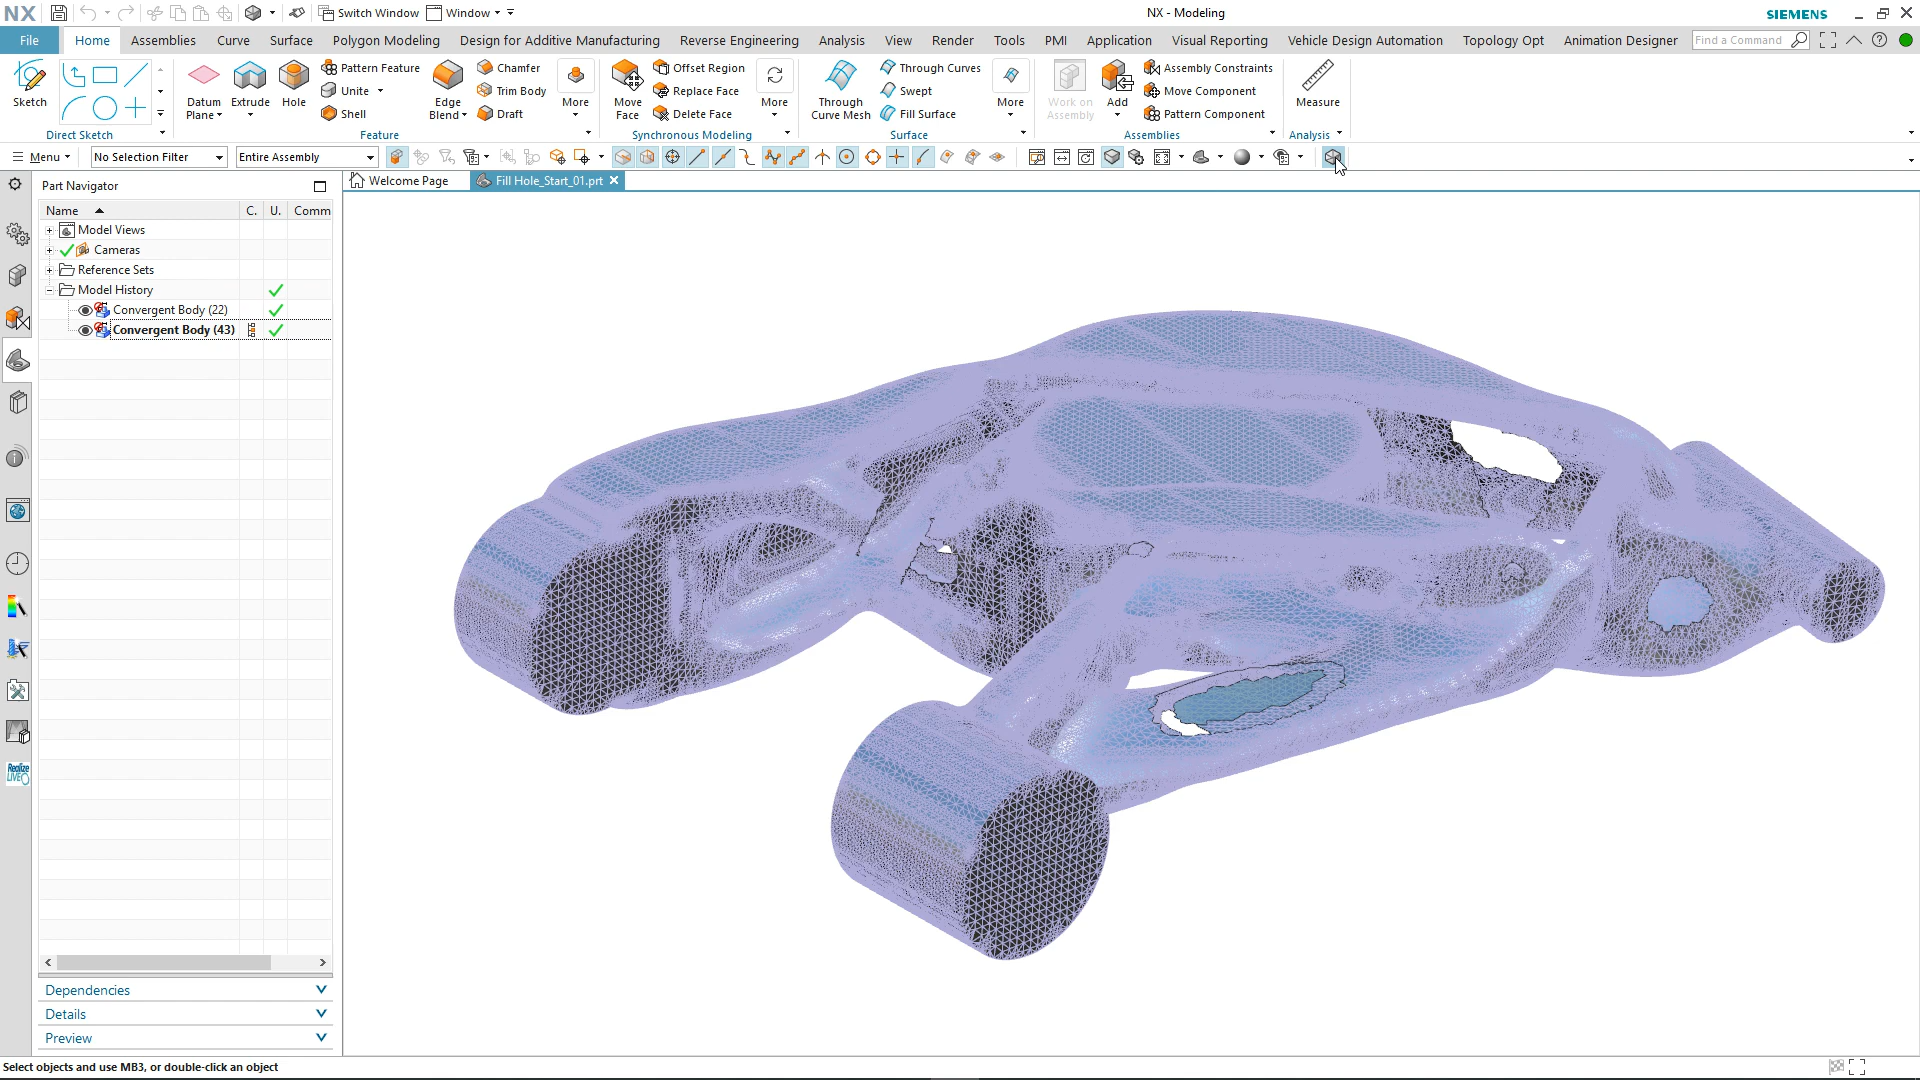 NX
Switch Window
Window
NX - Modeling
SIEMENS
File
Home
Assemblies
Curve
Surface
Polygon Modeling
Design for Additive Manufacturing
Reverse Engineering
Analysis
View
Render
Tools
PMI
Application
Visual Reporting
Vehicle Design Automation
Topology Opt
Animation Designer
Find a Command
Sketch
Direct Sketch
Datum
Plane
Extrude
Hole
Pattern Feature
Unite
Shell
Edge
Blend
Chamfer
Trim Body
Draft
More
Feature
Move
Face
Offset Region
Replace Face
Delete Face
More
Synchronous Modeling
Through
Curve Mesh
Through Curves
Swept
Fill Surface
More
Surface
Work on
Assembly
Add
Assembly Constraints
Move Component
Pattern Component
Assemblies
Measure
Analysis
Menu
No Selection Filter
Entire Assembly
Part Navigator
Welcome Page
Fill Hole_Start_01.prt
Name
C.
U.
Comm
Model Views
Cameras
Reference Sets
Model History
Convergent Body (22)
Convergent Body (43)
Realize
LIVE
Dependencies
Details
Preview
Select objects and use MB3, or double-click an object